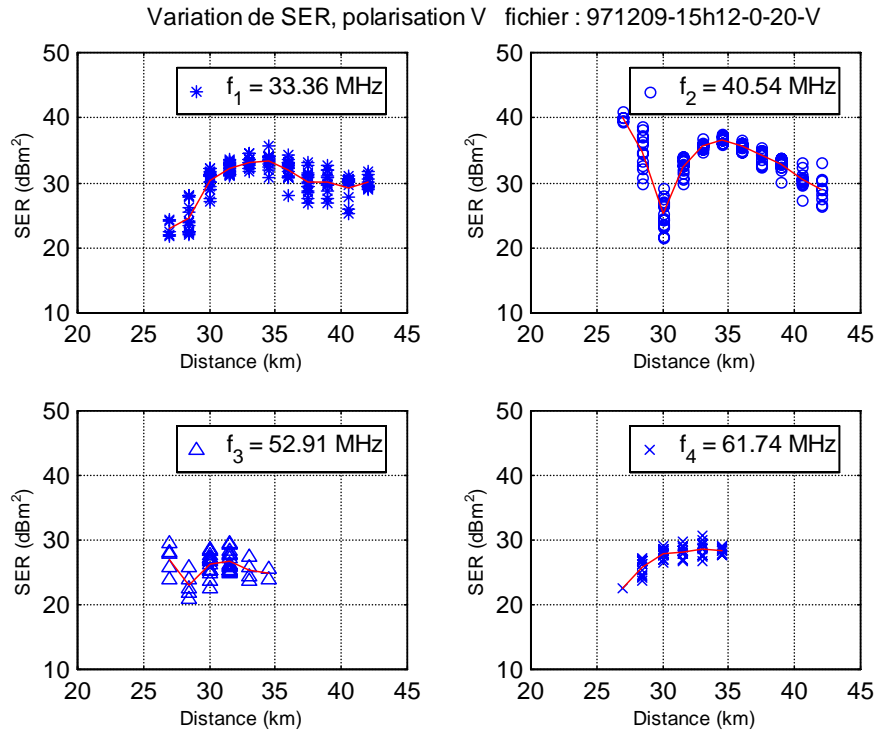 Variation de SER, polarisation V fichier : 971209-15h12-0-20-V
50
40
30
20
10
SER (dBm²)
f₁ = 33.36 MHz
20 25 30 35 40 45
Distance (km)
50
40
30
20
10
SER (dBm²)
f₂ = 40.54 MHz
20 25 30 35 40 45
Distance (km)
50
40
30
20
10
SER (dBm²)
f₃ = 52.91 MHz
20 25 30 35 40 45
Distance (km)
50
40
30
20
10
SER (dBm²)
f₄ = 61.74 MHz
20 25 30 35 40 45
Distance (km)